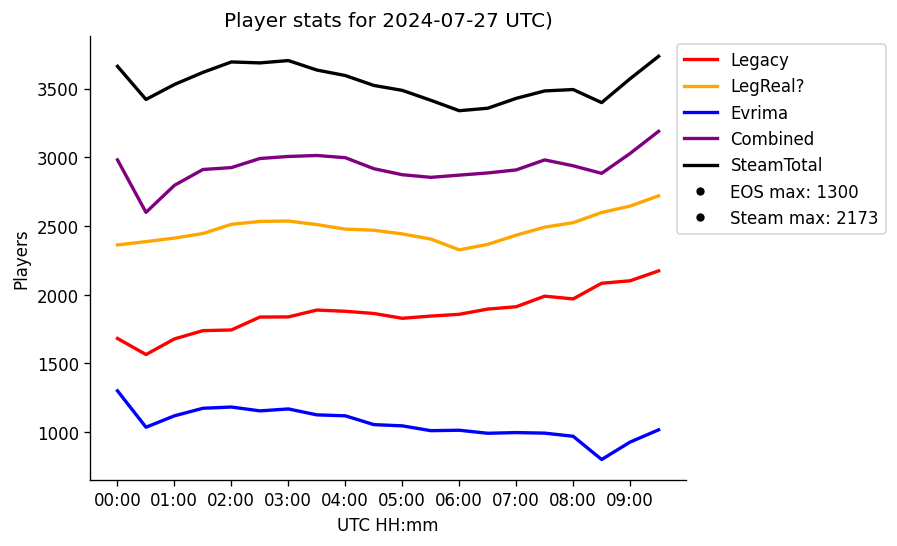 Player stats for 2024-07-27 UTC)
Legacy
LegReal?
Evrima
Combined
SteamTotal
EOS max: 1300
Steam max: 2173
Players
3500
3000
2500
2000
1500
1000
00:00 01:00 02:00 03:00 04:00 05:00 06:00 07:00 08:00 09:00
UTC HH:mm